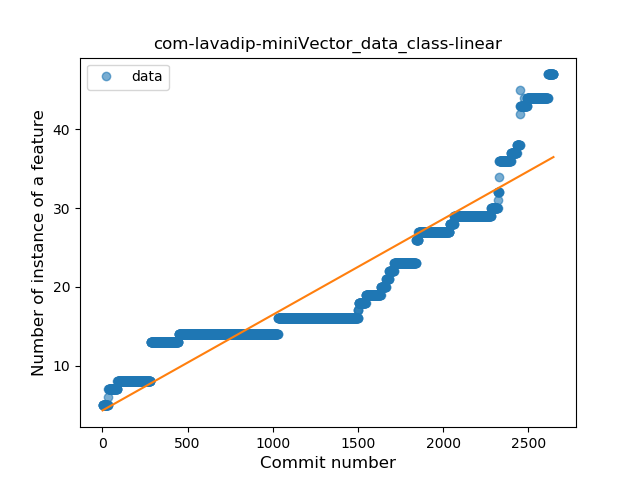 com-lavadip-miniVector_data_class-linear
data
Number of instance of a feature
40
30
20
10
0
500
1000
1500
2000
2500
Commit number